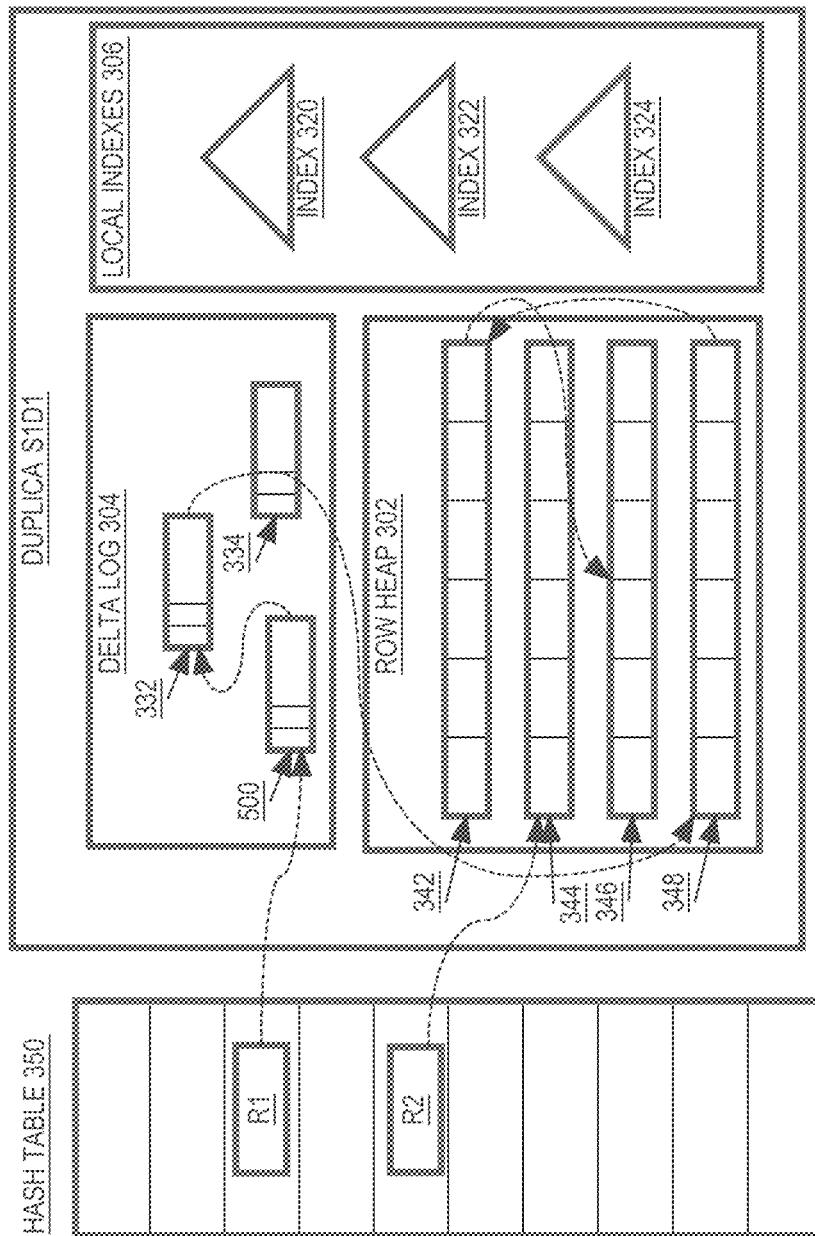 HASH TABLE 350
R1
R2
DUPLICA S1D1
DELTA LOG 304
500
332
334
ROW HEAP 302
342
344
346
348
LOCAL INDEXES 306
INDEX 320
INDEX 322
INDEX 324